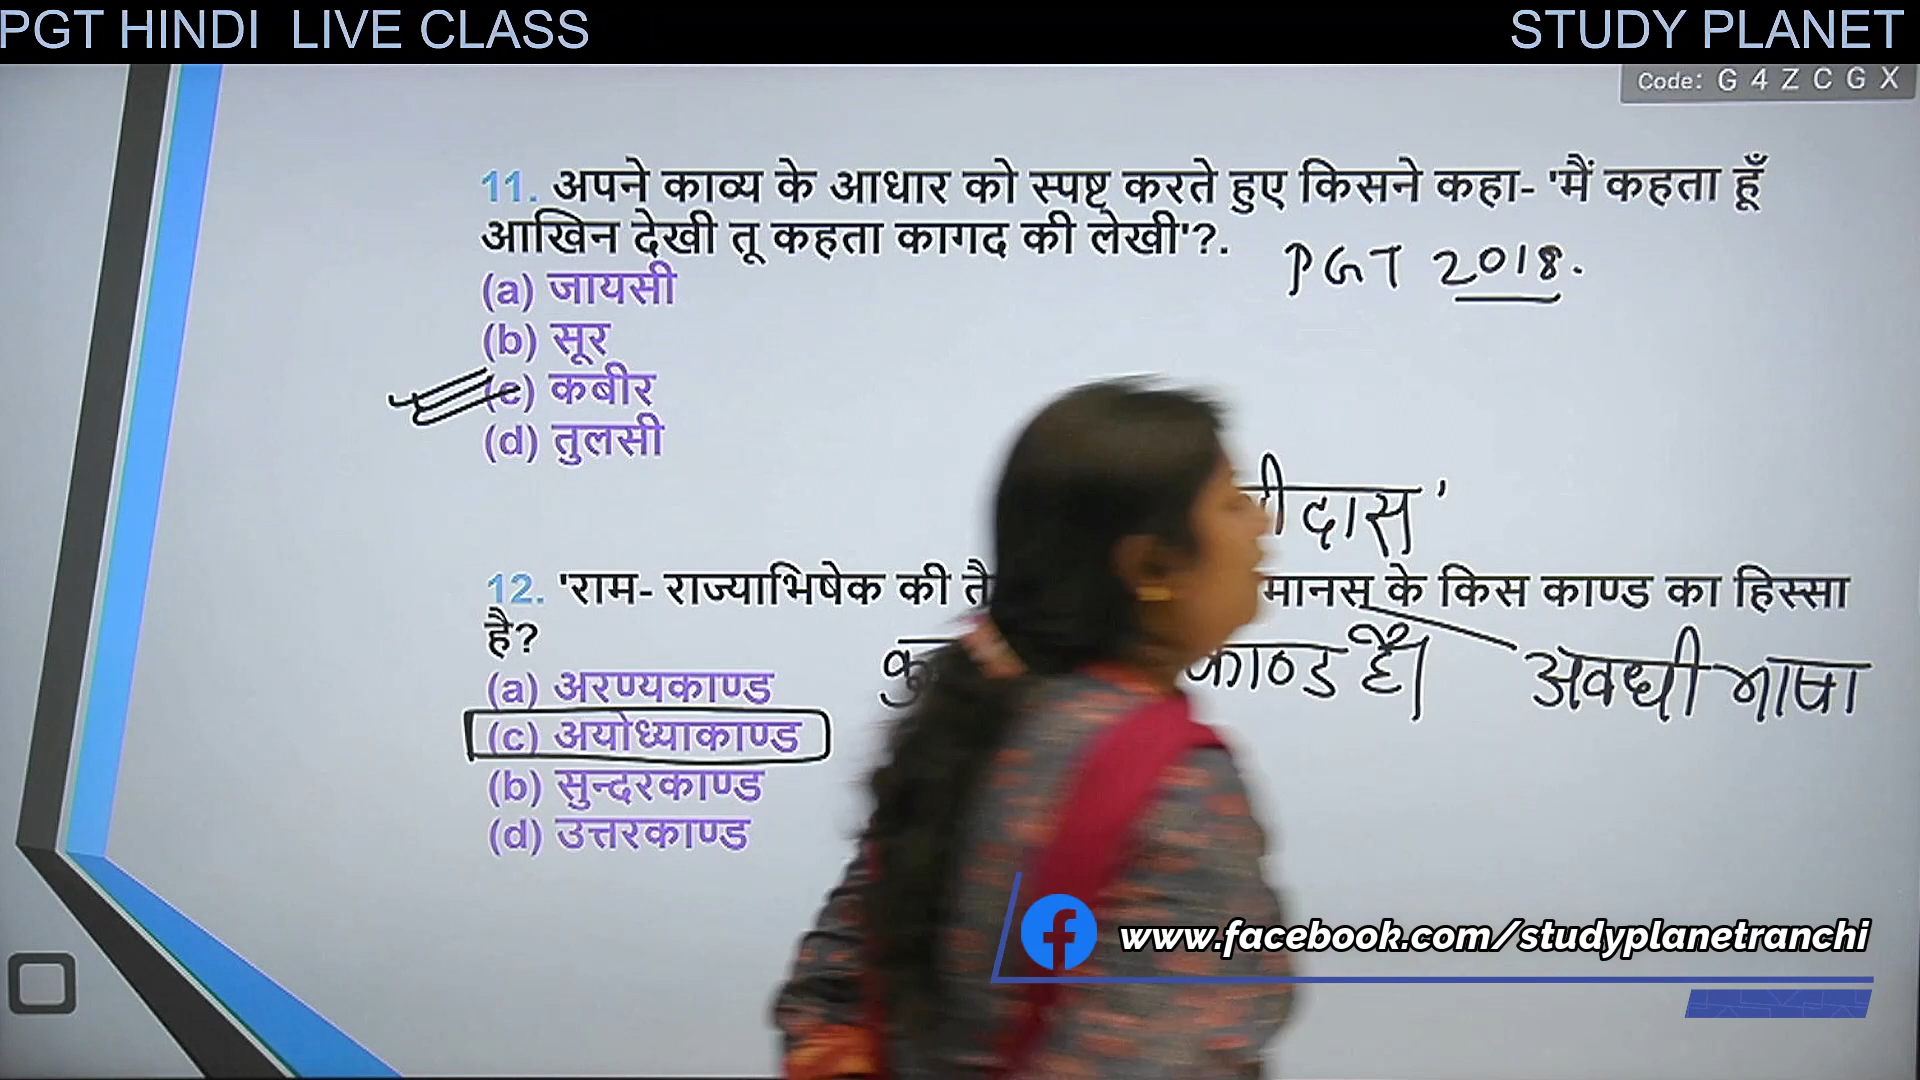 PGT HINDI LIVE CLASS
STUDY PLANET
Code: G 4 Z C G X
11. अपने काव्य के आधार को स्पष्ट करते हुए किसने कहा- 'मैं कहता हूँ
आखिन देखी तू कहता कागद की लेखी'?.
PGT 2018.
(a) जायसी
(b) सूर
(c) कबीर
(d) तुलसी
दास'
12. 'राम- राज्याभिषेक की मानस के किस काण्ड का हिस्सा
है?
काण्ड है। अवधी भाषा
(a) अरण्यकाण्ड
(c) अयोध्याकाण्ड
(b) सुन्दरकाण्ड
(d) उत्तरकाण्ड
www.facebook.com/studyplanetranchi